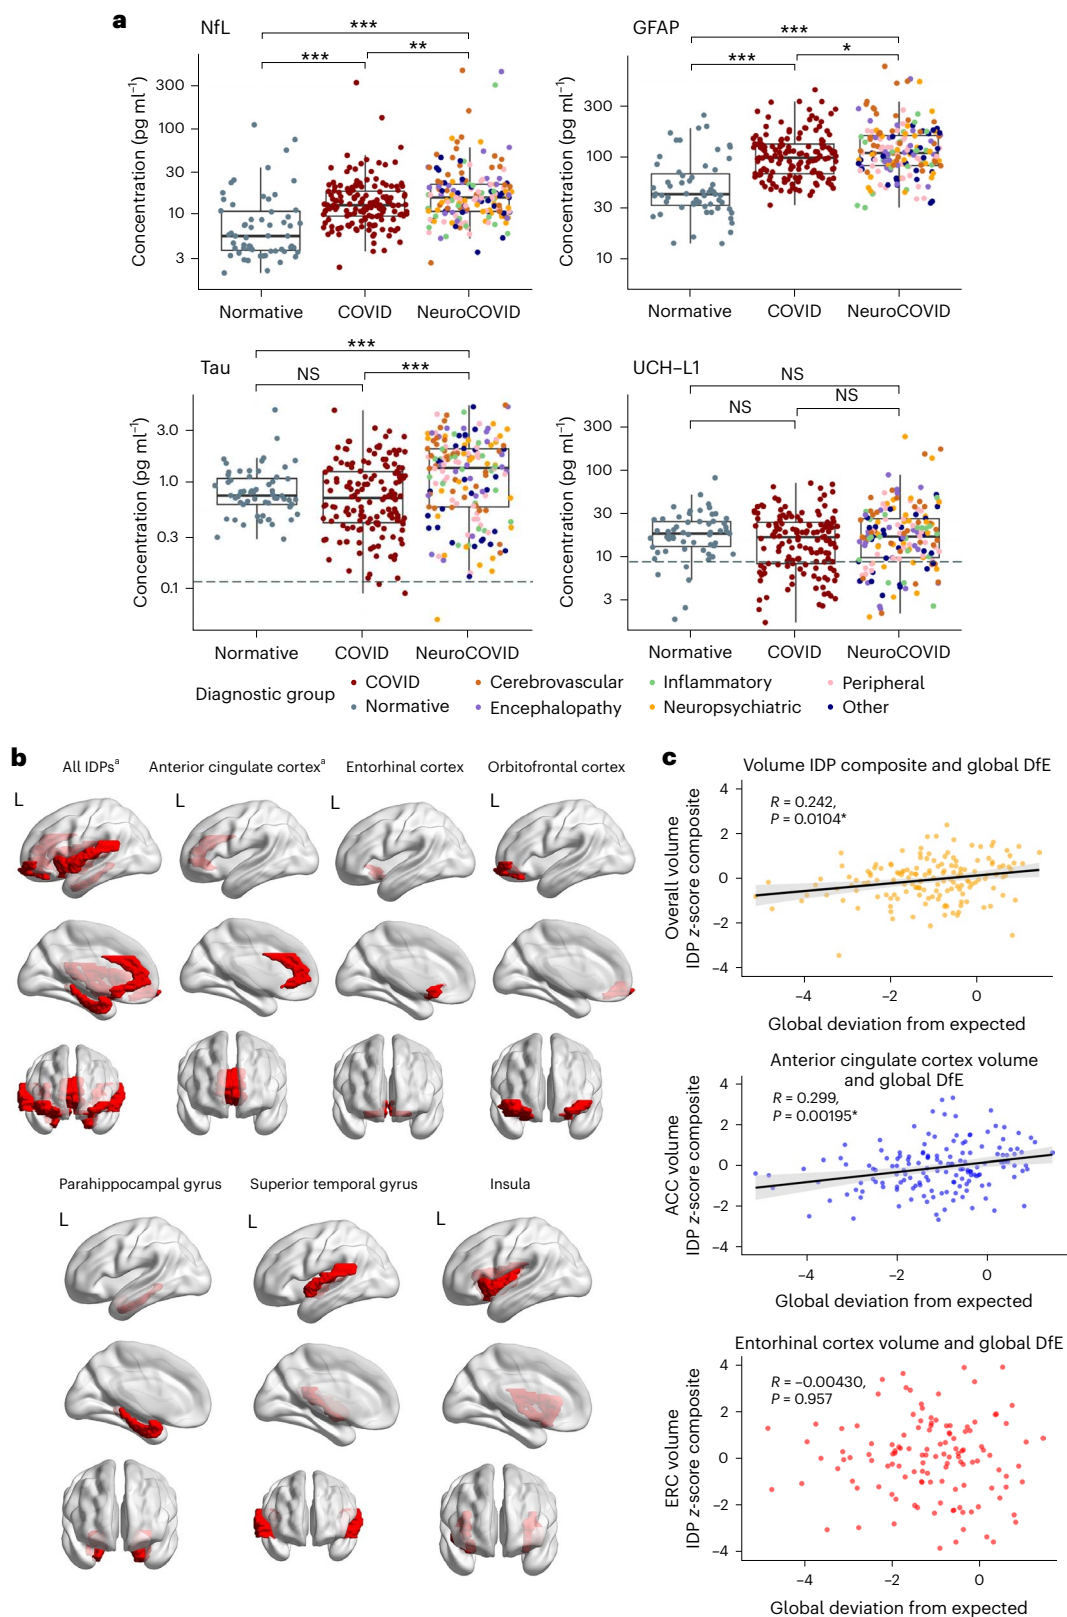 a
NfL
***
***
**
Concentration (pg ml⁻¹)
300
100
30
10
3
Normative
COVID
NeuroCOVID
GFAP
***
***
*
Concentration (pg ml⁻¹)
300
100
30
10
Normative
COVID
NeuroCOVID
Tau
***
NS
***
Concentration (pg ml⁻¹)
3.0
1.0
0.3
0.1
Normative
COVID
NeuroCOVID
UCH–L1
NS
NS
NS
Concentration (pg ml⁻¹)
300
100
30
10
3
Normative
COVID
NeuroCOVID
Diagnostic group
COVID
Cerebrovascular
Inflammatory
Peripheral
Normative
Encephalopathy
Neuropsychiatric
Other
b
All IDPsᵃ
Anterior cingulate cortexᵃ
Entorhinal cortex
Orbitofrontal cortex
L
L
L
L
Parahippocampal gyrus
Superior temporal gyrus
Insula
L
L
L
c
Volume IDP composite and global DfE
R = 0.242,
P = 0.0104*
Overall volume
IDP z-score composite
4
2
0
−2
−4
−4
−2
0
Global deviation from expected
Anterior cingulate cortex volume
and global DfE
R = 0.299,
P = 0.00195*
ACC volume
IDP z-score composite
4
2
0
−2
−4
−4
−2
0
Global deviation from expected
Entorhinal cortex volume and global DfE
R = −0.00430,
P = 0.957
ERC volume
IDP z-score composite
4
2
0
−2
−4
−4
−2
0
Global deviation from expected